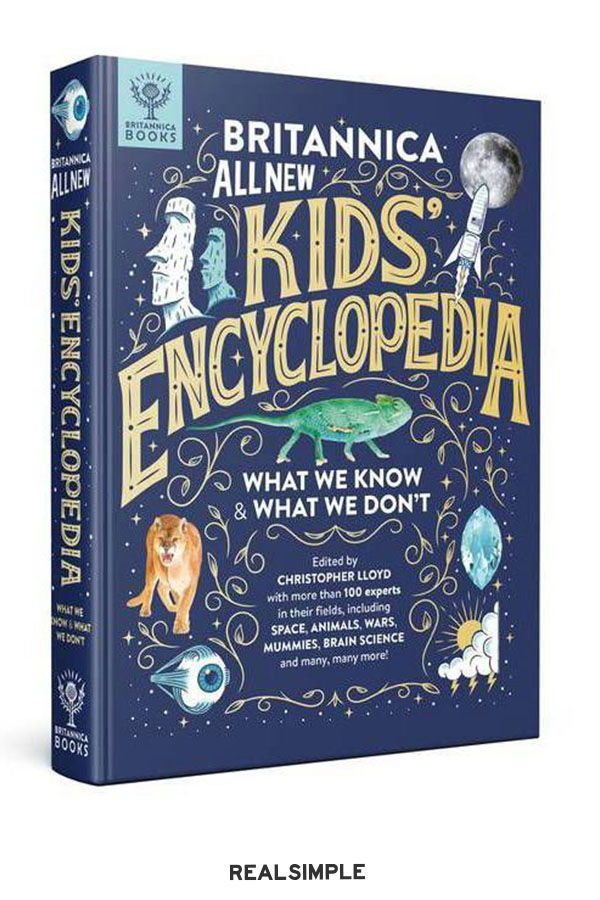 BRITANNICA
BOOKS
BRITANNICA
ALL NEW
KIDS'
ENCYCLOPEDIA
WHAT WE KNOW
& WHAT WE DON'T
Edited by
CHRISTOPHER LLOYD
with more than 100 experts
in their fields, including
SPACE, ANIMALS, WARS,
MUMMIES, BRAIN SCIENCE
and many, many more!
BRITANNICA
ALL NEW
KIDS' ENCYCLOPEDIA
WHAT WE
KNOW & WHAT
WE DON'T
BRITANNICA
BOOKS
REAL SIMPLE